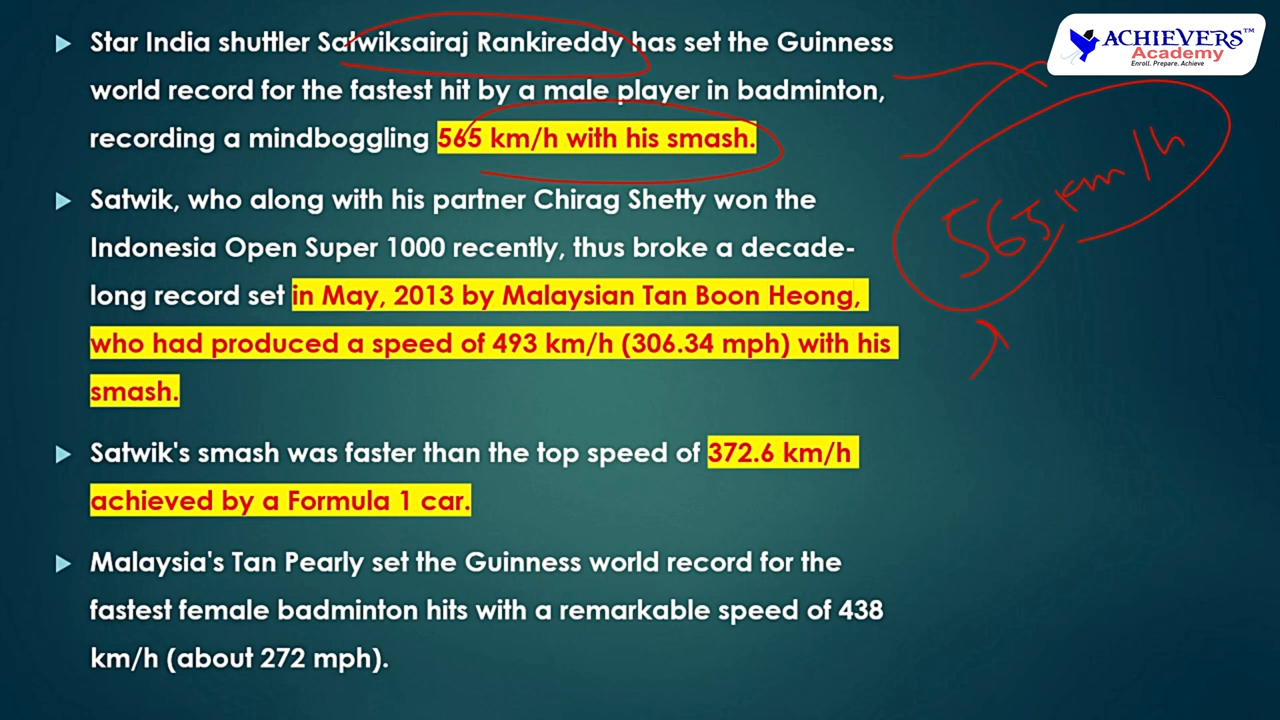 Star India shuttler Satwiksairaj Rankireddy has set the Guinness
world record for the fastest hit by a male player in badminton,
recording a mindboggling 565 km/h with his smash.
Satwik, who along with his partner Chirag Shetty won the
Indonesia Open Super 1000 recently, thus broke a decade-
long record set in May, 2013 by Malaysian Tan Boon Heong,
who had produced a speed of 493 km/h (306.34 mph) with his
smash.
Satwik's smash was faster than the top speed of 372.6 km/h
achieved by a Formula 1 car.
Malaysia's Tan Pearly set the Guinness world record for the
fastest female badminton hits with a remarkable speed of 438
km/h (about 272 mph).
ACHIEVERS™
Academy
Enroll. Prepare. Achieve
565 km/h